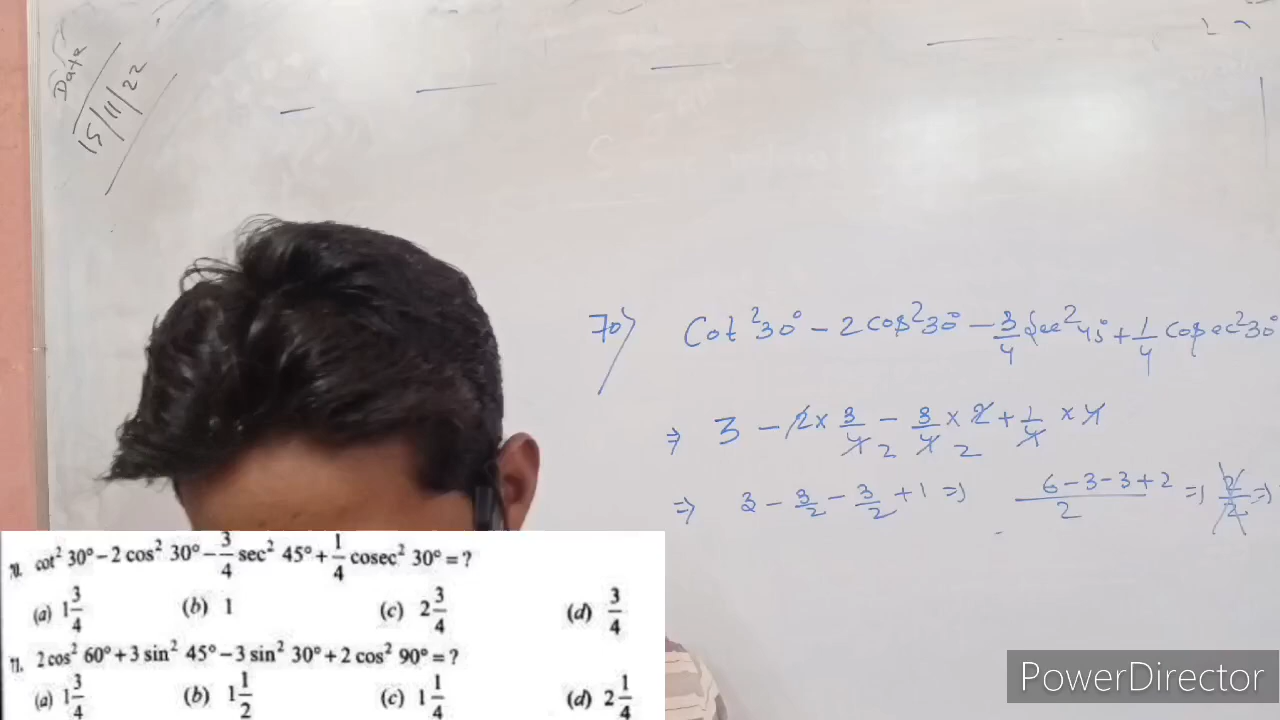 Date
15/11/22
70) Cot²30° - 2 cos²30° - 3/4 sec²45° + 1/4 cosec²30°
⇒ 3 - 2 × 3/4 2 - 3/4 2 × 2 + 1/4 × 4
⇒ 3 - 3/2 - 3/2 + 1 ⇒ (6-3-3+2)/2 ⇒ 2/2 ⇒
70. cot² 30° – 2 cos² 30° – 3/4 sec² 45° + 1/4 cosec² 30° = ?
(a) 1 3/4 (b) 1 (c) 2 3/4 (d) 3/4
71. 2 cos² 60° + 3 sin² 45° – 3 sin² 30° + 2 cos² 90° = ?
(a) 1 3/4 (b) 1 1/2 (c) 1 1/4 (d) 2 1/4
PowerDirector